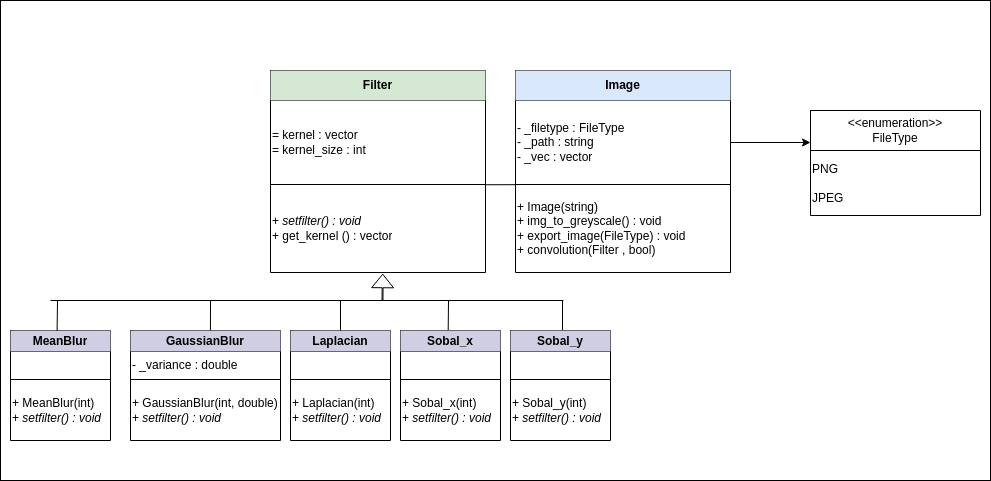 Filter
= kernel : vector
= kernel_size : int
+ setfilter() : void
+ get_kernel () : vector
Image
- _filetype : FileType
- _path : string
- _vec : vector
+ Image(string)
+ img_to_greyscale() : void
+ export_image(FileType) : void
+ convolution(Filter , bool)
<<enumeration>>
FileType
PNG
JPEG
MeanBlur
+ MeanBlur(int)
+ setfilter() : void
GaussianBlur
- _variance : double
+ GaussianBlur(int, double)
+ setfilter() : void
Laplacian
+ Laplacian(int)
+ setfilter() : void
Sobal_x
+ Sobal_x(int)
+ setfilter() : void
Sobal_y
+ Sobal_y(int)
+ setfilter() : void